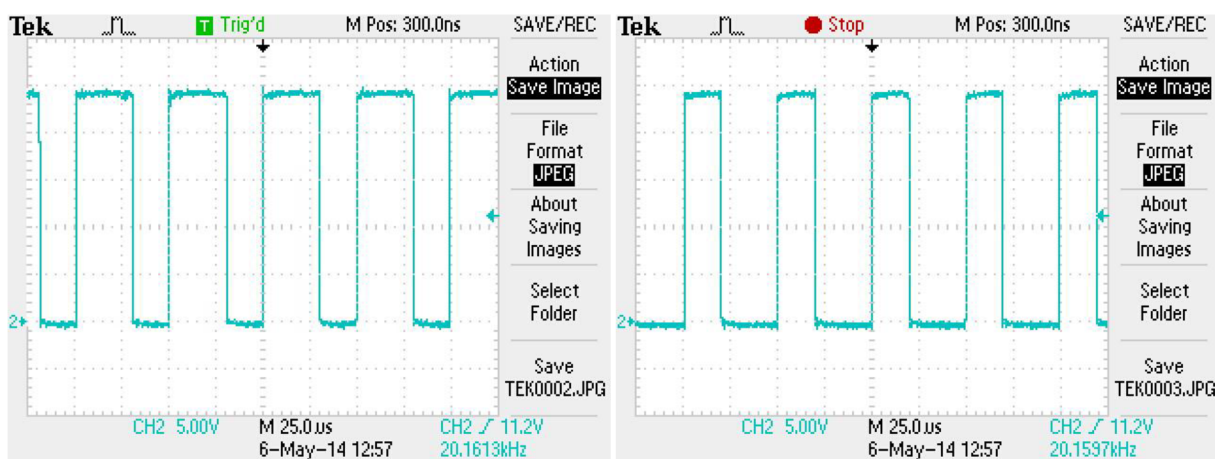 Tek T Trig'd M Pos: 300.0ns SAVE/REC
Action
Save Image
File
Format
JPEG
About
Saving
Images
Select
Folder
Save
TEK0002.JPG
2
CH2 5.00V M 25.0us CH2 11.2V
6-May-14 12:57 20.1613kHz
Tek Stop M Pos: 300.0ns SAVE/REC
Action
Save Image
File
Format
JPEG
About
Saving
Images
Select
Folder
Save
TEK0003.JPG
2
CH2 5.00V M 25.0us CH2 11.2V
6-May-14 12:57 20.1597kHz